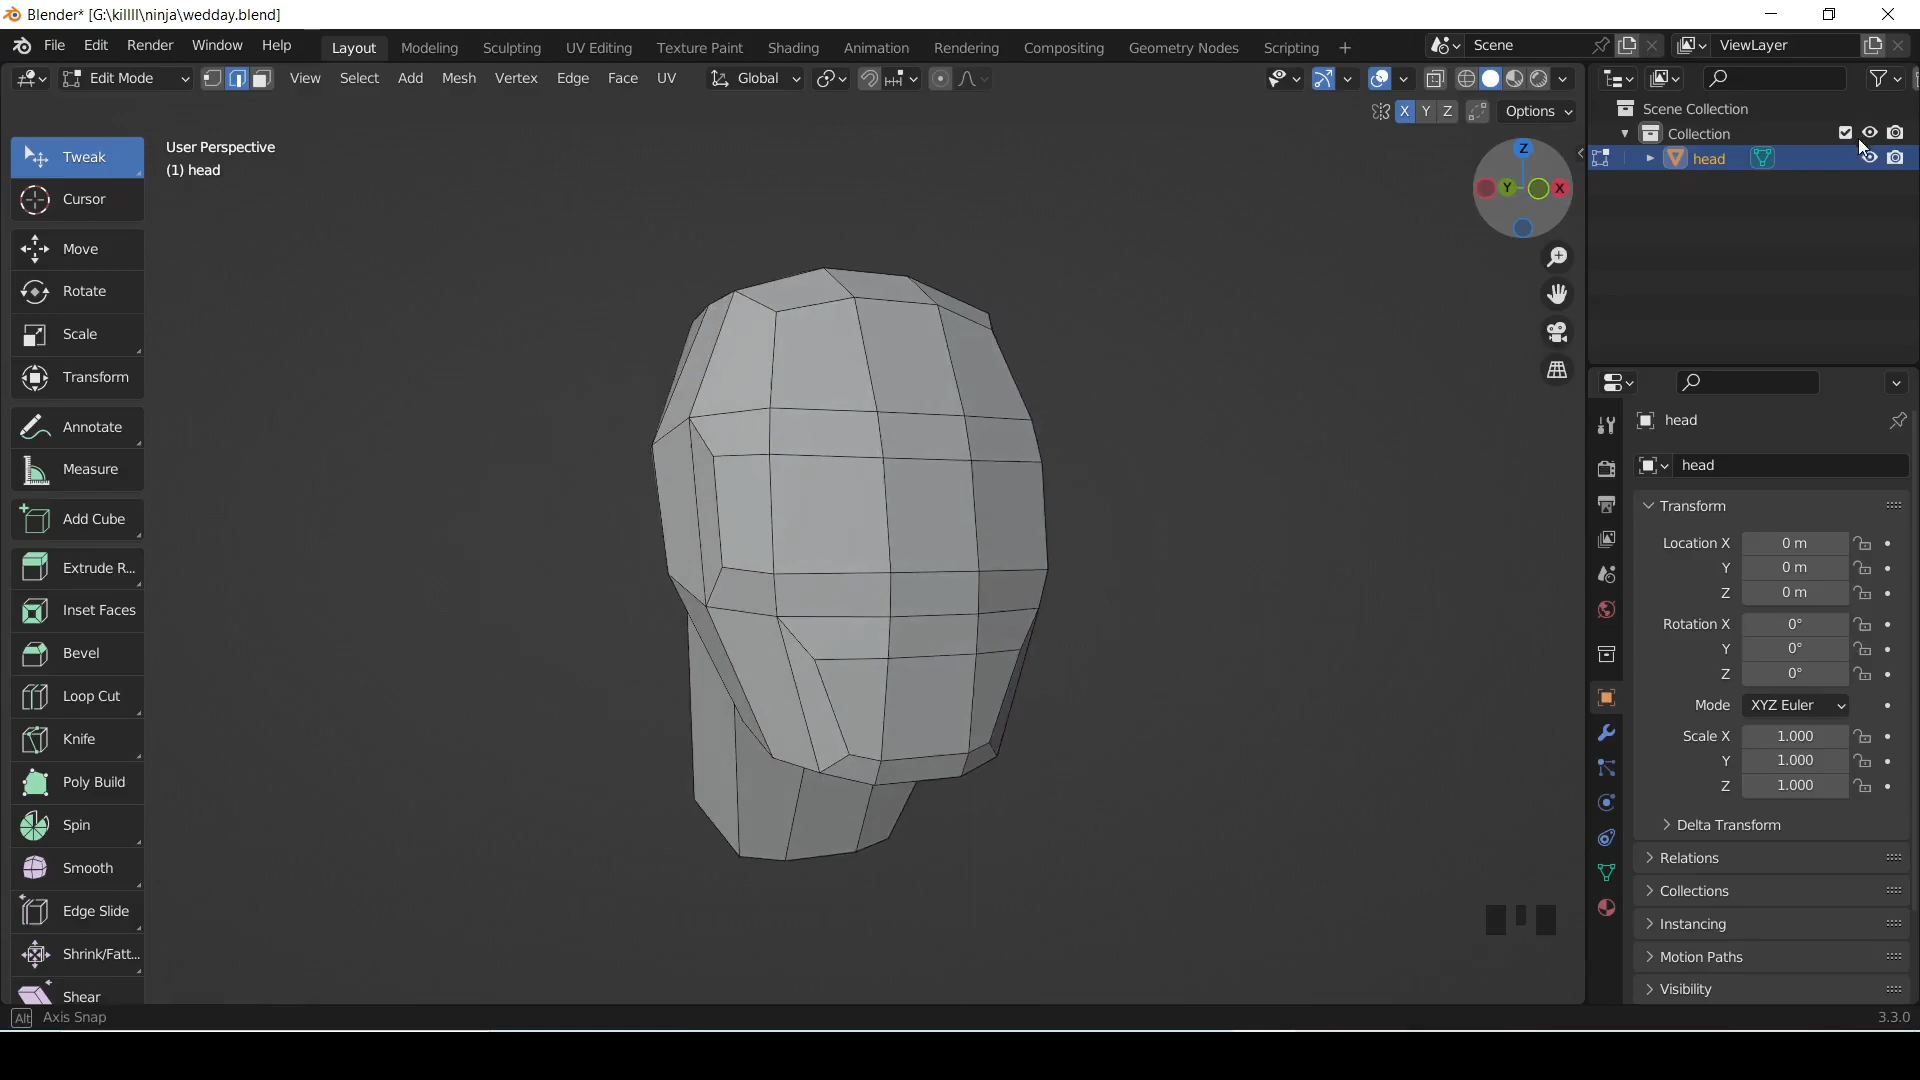 Blender* [G:\killll\ninja\wedday.blend]
File Edit Render Window Help Layout Modeling Sculpting UV Editing Texture Paint Shading Animation Rendering Compositing Geometry Nodes Scripting + Scene ViewLayer
Edit Mode View Select Add Mesh Vertex Edge Face UV Global
X Y Z Options
Scene Collection
Collection
head
User Perspective
(1) head
Z
Y X
Tweak
Cursor
Move
Rotate
Scale
Transform
Annotate
Measure
Add Cube
Extrude R...
Inset Faces
Bevel
Loop Cut
Knife
Poly Build
Spin
Smooth
Edge Slide
Shrink/Fatt...
Shear
head
head
Transform
Location X 0 m
Y 0 m
Z 0 m
Rotation X 0°
Y 0°
Z 0°
Mode XYZ Euler
Scale X 1.000
Y 1.000
Z 1.000
Delta Transform
Relations
Collections
Instancing
Motion Paths
Visibility
Alt Axis Snap
3.3.0